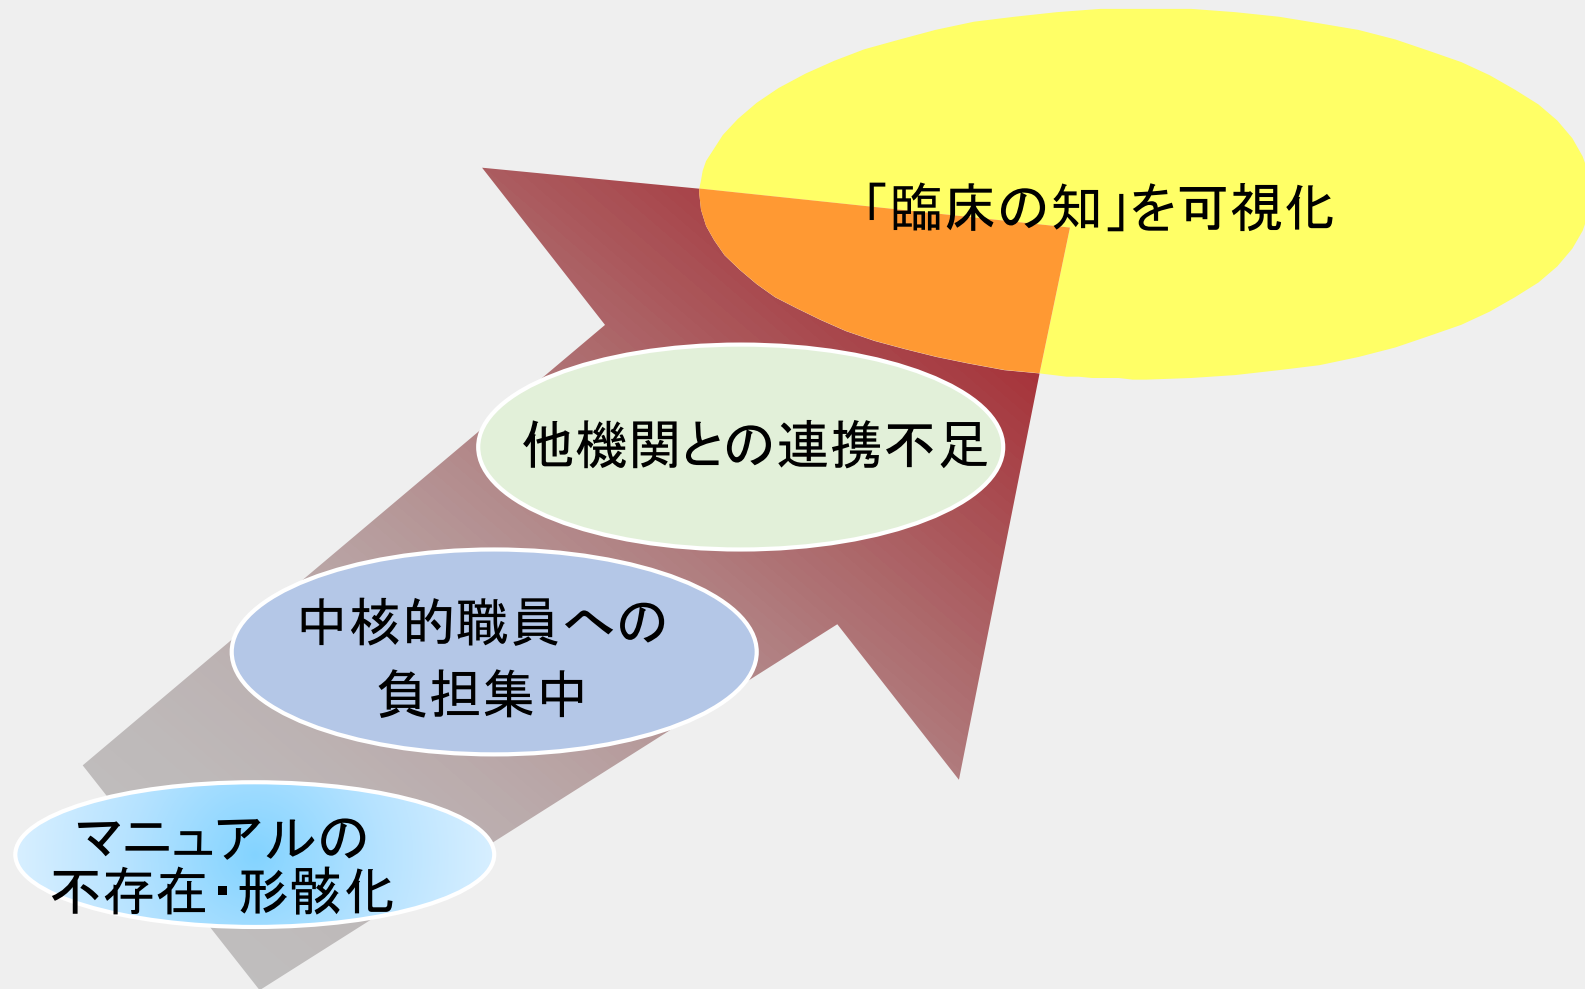 「臨床の知」を可視化
他機関との連携不足
中核的職員への
負担集中
マニュアルの
不存在・形骸化